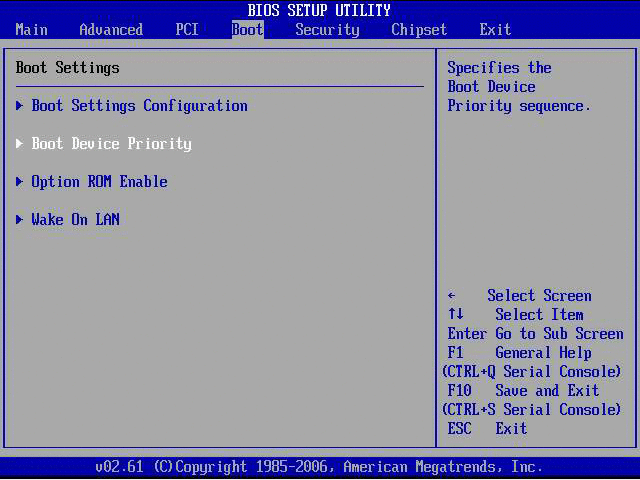 BIOS SETUP UTILITY
Main Advanced PCI Boot Security Chipset Exit
Boot Settings
Boot Settings Configuration
Boot Device Priority
Option ROM Enable
Wake On LAN
Specifies the
Boot Device
Priority sequence.
← Select Screen
↑↓ Select Item
Enter Go to Sub Screen
F1 General Help
(CTRL+Q Serial Console)
F10 Save and Exit
(CTRL+S Serial Console)
ESC Exit
v02.61 (C)Copyright 1985-2006, American Megatrends, Inc.